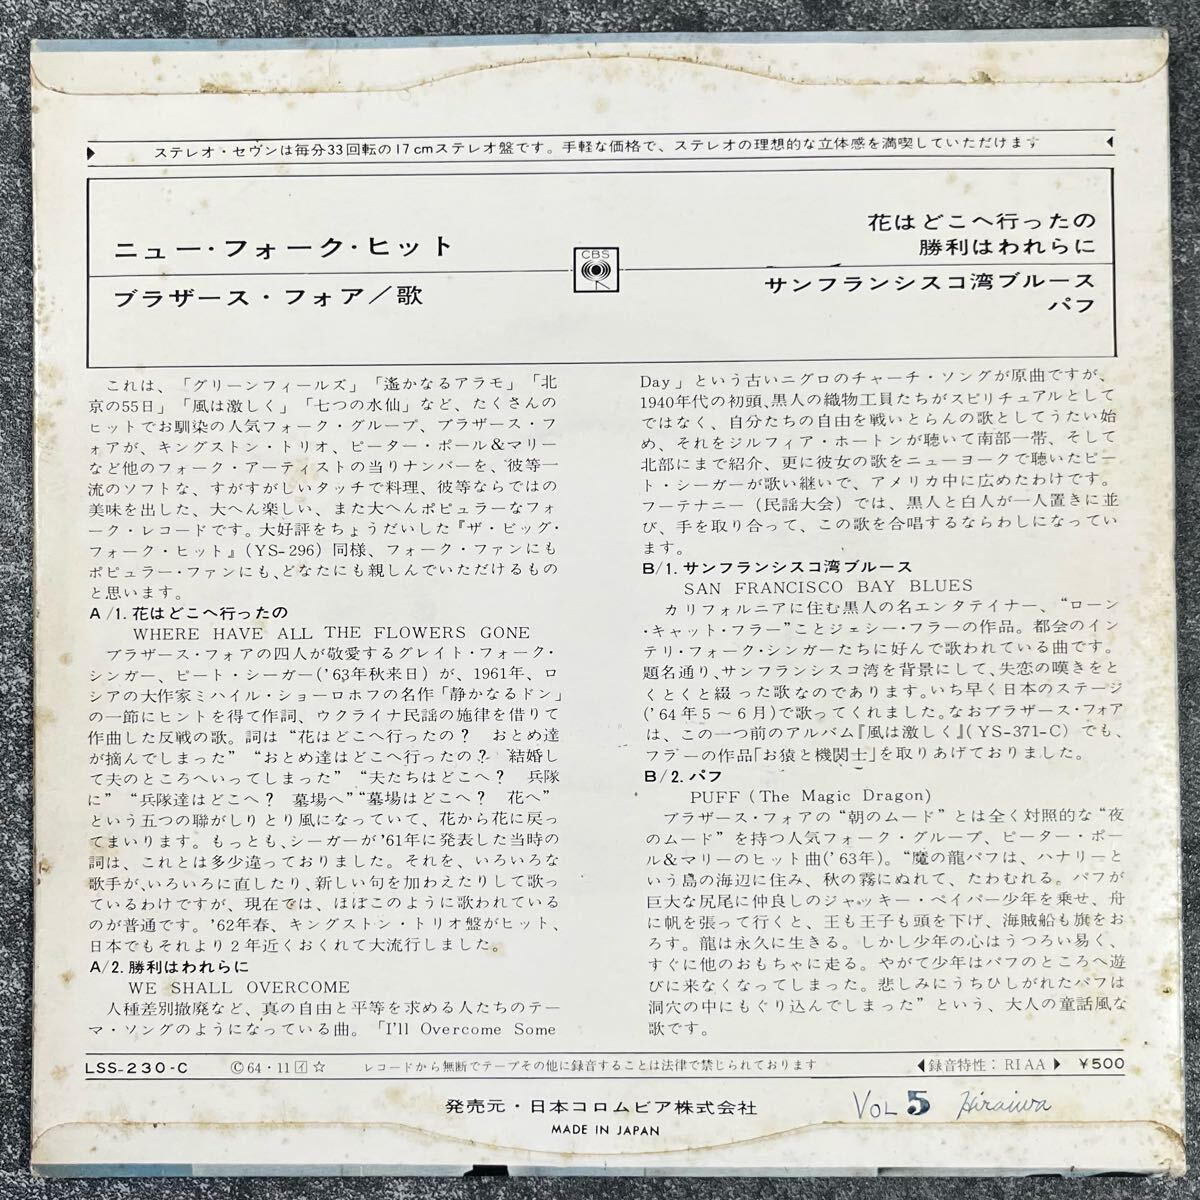 ステレオ・セヴンは毎分33回転の17cmステレオ盤です。手軽な価格で、ステレオの理想的な立体感を満喫していただけます
ニュー・フォーク・ヒット
ブラザース・フォア／歌
CBS
花はどこへ行ったの
勝利はわれらに
サンフランシスコ湾ブルース
パフ
これは、「グリーンフィールズ」「遙かなるアラモ」「北
京の55日」「風は激しく」「七つの水仙」など、たくさんの
ヒットでお馴染の人気フォーク・グループ、ブラザース・フ
ォアが、キングストン・トリオ、ピーター・ポール&マリー
など他のフォーク・アーティストの当りナンバーを、彼等一
流のソフトな、すがすがしいタッチで料理、彼等ならではの
美味を出した、大へん楽しい、また大へんポピュラーなフォ
ーク・レコードです。大好評をちょうだいした『ザ・ビッグ・
フォーク・ヒット』(YS-296) 同様、フォーク・ファンにも
ポピュラー・ファンにも、どなたにも親しんでいただけるもの
と思います。
A/1. 花はどこへ行ったの
WHERE HAVE ALL THE FLOWERS GONE
ブラザース・フォアの四人が敬愛するグレイト・フォーク・
シンガー、ピート・シーガー('63年秋来日) が、1961年、ロ
シアの大作家ミハイル・ショーロホフの名作「静かなるドン」
の一節にヒントを得て作詞、ウクライナ民謡の施律を借りて
作曲した反戦の歌。詞は“花はどこへ行ったの？ おとめ達
が摘んでしまった” “おとめ達はどこへ行ったの？ 結婚し
て夫のところへいってしまった” “夫たちはどこへ？ 兵隊
に” “兵隊達はどこへ？ 墓場へ” “墓場はどこへ？ 花へ”
という五つの聯がしりとり風になっていて、花から花に戻っ
てまいります。もっとも、シーガーが'61年に発表した当時の
詞は、これとは多少違っておりました。それを、いろいろな
歌手が、いろいろに直したり、新しい句を加わえたりして歌っ
ているわけですが、現在では、ほぼこのように歌われている
のが普通です。'62年春、キングストン・トリオ盤がヒット、
日本でもそれより2年近くおくれて大流行しました。
A/2. 勝利はわれらに
WE SHALL OVERCOME
人種差別撤廃など、真の自由と平等を求める人たちのテー
マ・ソングのようになっている曲。「I'll Overcome Some
Day」という古いニグロのチャーチ・ソングが原曲ですが、
1940年代の初頭、黒人の織物工員たちがスピリチュアルとして
ではなく、自分たちの自由を戦いとらんの歌としてうたい始
め、それをジルフィア・ホートンが聴いて南部一帯、そして
北部にまで紹介、更に彼女の歌をニューヨークで聴いたピー
ト・シーガーが歌い継いで、アメリカ中に広めたわけです。
フーテナニー (民謡大会) では、黒人と白人が一人置きに並
び、手を取り合って、この歌を合唱するならわしになってい
ます。
B/1. サンフランシスコ湾ブルース
SAN FRANCISCO BAY BLUES
カリフォルニアに住む黒人の名エンタテイナー、“ローン
・キャット・フラー”ことジェシー・フラーの作品。都会のイン
テリ・フォーク・シンガーたちに好んで歌われている曲です。
題名通り、サンフランシスコ湾を背景にして、失恋の嘆きをと
くとくと綴った歌なのであります。いち早く日本のステージ
('64年5〜6月)で歌ってくれました。なおブラザース・フォア
は、この一つ前のアルバム『風は激しく』(YS-371-C) でも、
フラーの作品「お猿と機関士」を取りあげておりました。
B/2. パフ
PUFF (The Magic Dragon)
ブラザース・フォアの“朝のムード”とは全く対照的な“夜
のムード”を持つ人気フォーク・グループ、ピーター・ポー
ル&マリーのヒット曲('63年)。“魔の龍パフは、ハナリーと
いう島の海辺に住み、秋の霧にぬれて、たわむれる。パフが
巨大な尻尾に仲良しのジャッキー・ペイパー少年を乗せ、舟
に帆を張って行くと、王も王子も頭を下げ、海賊船も旗をお
ろす。龍は永久に生きる。しかし少年の心はうつろい易く、
すぐに他のおもちゃに走る。やがて少年はパフのところへ遊
びに来なくなってしまった。悲しみにうちひしがれたパフは
洞穴の中にもぐり込んでしまった”という、大人の童話風な
歌です。
LSS-230-C ©64・11 イ ☆ レコードから無断でテープその他に録音することは法律で禁じられております ◀録音特性：RIAA▶ ¥500
発売元・日本コロムビア株式会社
MADE IN JAPAN
VOL 5 Hiraiwa